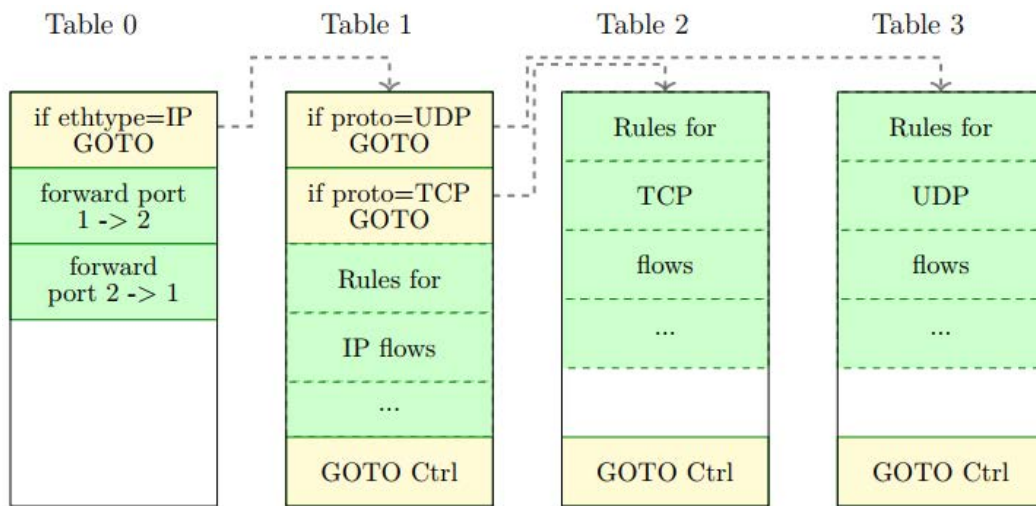 Table 0
Table 1
Table 2
Table 3
if ethtype=IP
GOTO
forward port
1 -> 2
forward
port 2 -> 1
if proto=UDP
GOTO
if proto=TCP
GOTO
Rules for
IP flows
...
GOTO Ctrl
Rules for
TCP
flows
...
GOTO Ctrl
Rules for
UDP
flows
...
GOTO Ctrl